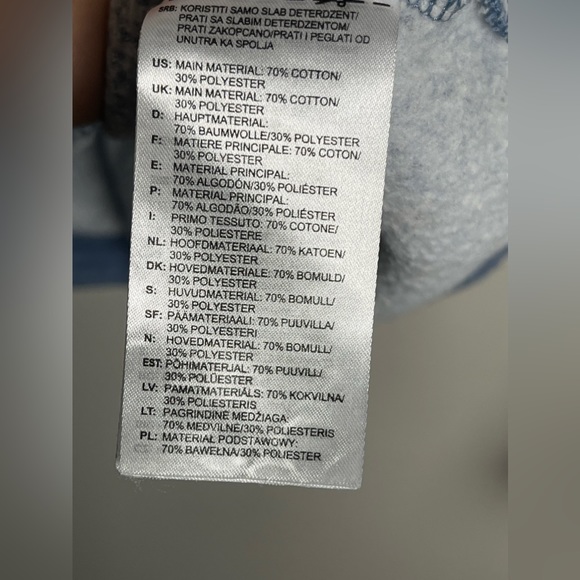 SRB: KORISTITI SAMO SLAB DETERDZENT/
PRATI SA SLABIM DETERDZENTOM/
PRATI ZAKOPCANO/PRATI I PEGLATI OD
UNUTRA KA SPOLJA
US: MAIN MATERIAL: 70% COTTON/
30% POLYESTER
UK: MAIN MATERIAL: 70% COTTON/
30% POLYESTER
D: HAUPTMATERIAL:
70% BAUMWOLLE/30% POLYESTER
F: MATIERE PRINCIPALE: 70% COTON/
30% POLYESTER
E: MATERIAL PRINCIPAL:
70% ALGODÓN/30% POLIÉSTER
P: MATERIAL PRINCIPAL:
70% ALGODÃO/30% POLIÉSTER
I: PRIMO TESSUTO: 70% COTONE/
30% POLIESTERE
NL: HOOFDMATERIAAL: 70% KATOEN/
30% POLYESTER
DK: HOVEDMATERIALE: 70% BOMULD/
30% POLYESTER
S: HUVUDMATERIAL: 70% BOMULL/
30% POLYESTER
SF: PÄÄMATERIAALI: 70% PUUVILLA/
30% POLYESTERI
N: HOVEDMATERIAL: 70% BOMULL/
30% POLYESTER
EST: PÕHIMATERJAL: 70% PUUVILL/
30% POLÜESTER
LV: PAMATMATERIĀLS: 70% KOKVILNA/
30% POLIESTERIS
LT: PAGRINDINĖ MEDŽIAGA:
70% MEDVILNĖ/30% POLIESTERIS
PL: MATERIAŁ PODSTAWOWY:
70% BAWEŁNA/30% POLIESTER